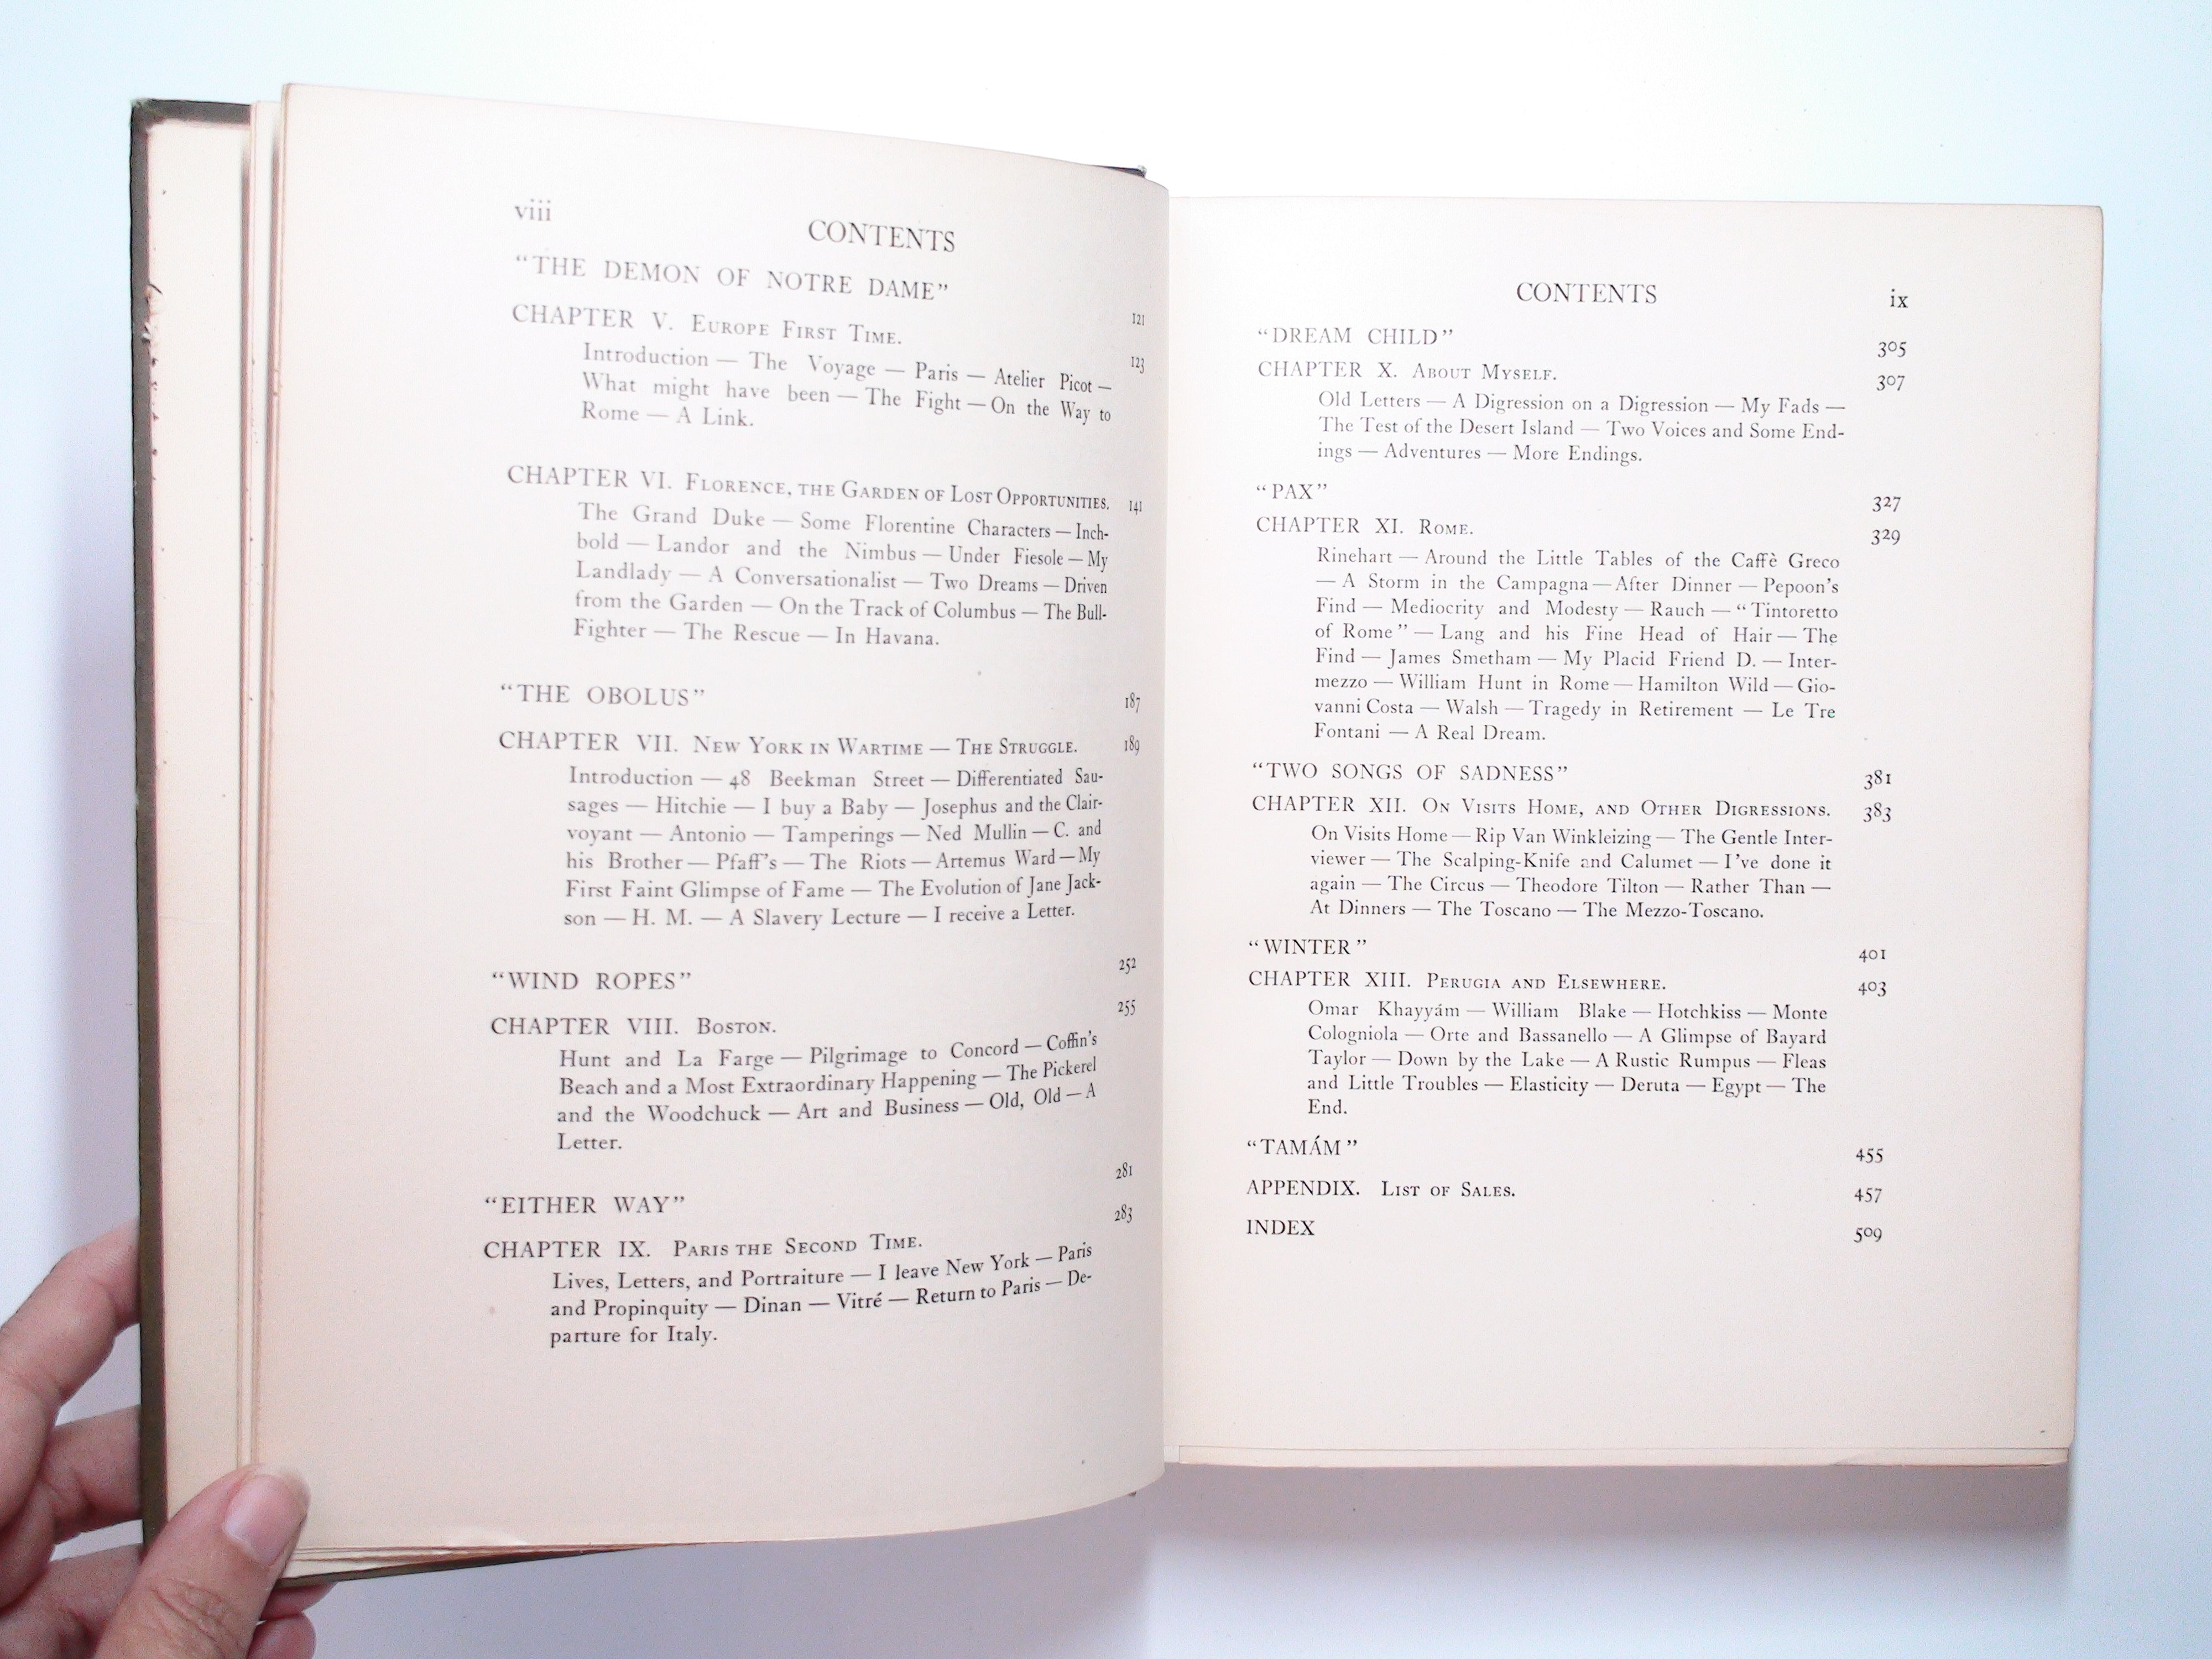 viii
CONTENTS
“THE DEMON OF NOTRE DAME” 121
CHAPTER V. EUROPE FIRST TIME. 123
Introduction — The Voyage — Paris — Atelier Picot —
What might have been — The Fight — On the Way to
Rome — A Link.
CHAPTER VI. FLORENCE, THE GARDEN OF LOST OPPORTUNITIES. 141
The Grand Duke — Some Florentine Characters — Inch-
bold — Landor and the Nimbus — Under Fiesole — My
Landlady — A Conversationalist — Two Dreams — Driven
from the Garden — On the Track of Columbus — The Bull-
Fighter — The Rescue — In Havana.
“THE OBOLUS” 187
CHAPTER VII. NEW YORK IN WARTIME — THE STRUGGLE. 189
Introduction — 48 Beekman Street — Differentiated Sau-
sages — Hitchie — I buy a Baby — Josephus and the Clair-
voyant — Antonio — Tamperings — Ned Mullin — C. and
his Brother — Pfaff’s — The Riots — Artemus Ward — My
First Faint Glimpse of Fame — The Evolution of Jane Jack-
son — H. M. — A Slavery Lecture — I receive a Letter.
“WIND ROPES” 252
CHAPTER VIII. BOSTON. 255
Hunt and La Farge — Pilgrimage to Concord — Coffin’s
Beach and a Most Extraordinary Happening — The Pickerel
and the Woodchuck — Art and Business — Old, Old — A
Letter.
“EITHER WAY” 281
CHAPTER IX. PARIS THE SECOND TIME. 283
Lives, Letters, and Portraiture — I leave New York — Paris
and Propinquity — Dinan — Vitré — Return to Paris — De-
parture for Italy.
CONTENTS ix
“DREAM CHILD” 305
CHAPTER X. ABOUT MYSELF. 307
Old Letters — A Digression on a Digression — My Fads —
The Test of the Desert Island — Two Voices and Some End-
ings — Adventures — More Endings.
“PAX” 327
CHAPTER XI. ROME. 329
Rinehart — Around the Little Tables of the Caffè Greco
— A Storm in the Campagna — After Dinner — Pepoon’s
Find — Mediocrity and Modesty — Rauch — “Tintoretto
of Rome” — Lang and his Fine Head of Hair — The
Find — James Smetham — My Placid Friend D. — Inter-
mezzo — William Hunt in Rome — Hamilton Wild — Gio-
vanni Costa — Walsh — Tragedy in Retirement — Le Tre
Fontani — A Real Dream.
“TWO SONGS OF SADNESS” 381
CHAPTER XII. ON VISITS HOME, AND OTHER DIGRESSIONS. 383
On Visits Home — Rip Van Winkleizing — The Gentle Inter-
viewer — The Scalping-Knife and Calumet — I’ve done it
again — The Circus — Theodore Tilton — Rather Than —
At Dinners — The Toscano — The Mezzo-Toscano.
“WINTER” 401
CHAPTER XIII. PERUGIA AND ELSEWHERE. 403
Omar Khayyám — William Blake — Hotchkiss — Monte
Cologniola — Orte and Bassanello — A Glimpse of Bayard
Taylor — Down by the Lake — A Rustic Rumpus — Fleas
and Little Troubles — Elasticity — Deruta — Egypt — The
End.
“TAMÁM” 455
APPENDIX. LIST OF SALES. 457
INDEX 509